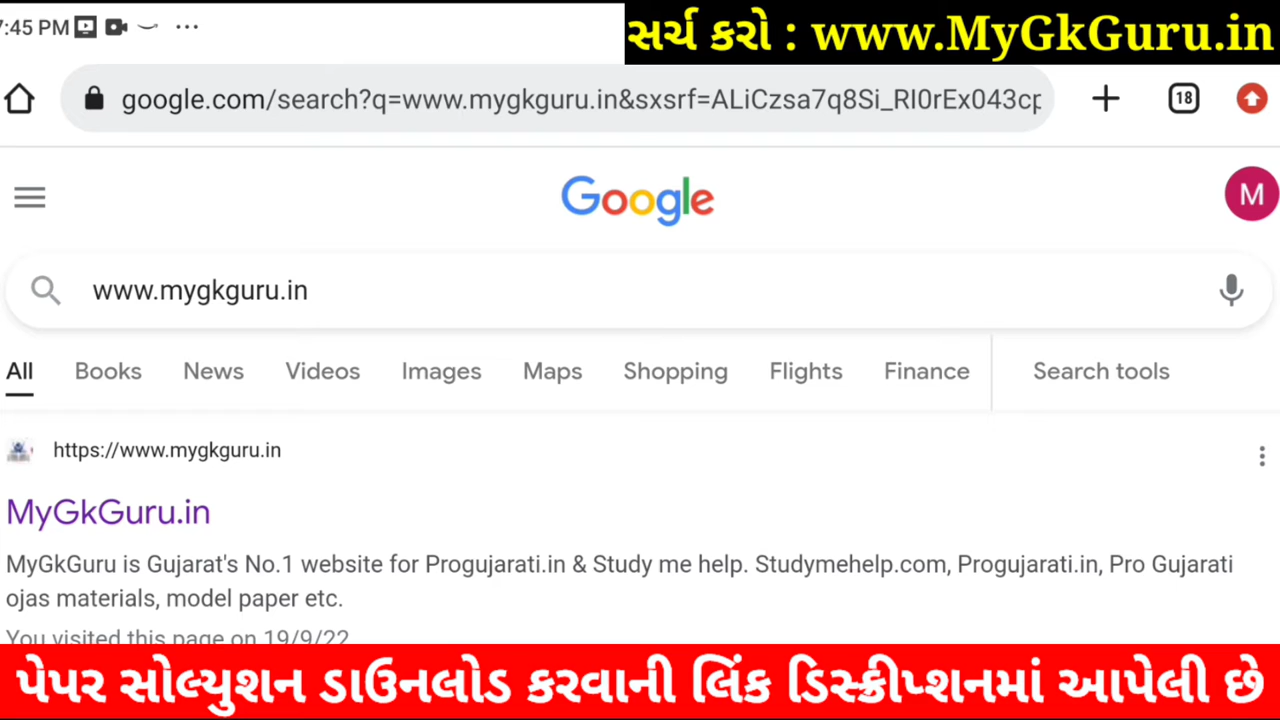 7:45 PM
સર્ચ કરો : www.MyGkGuru.in
google.com/search?q=www.mygkguru.in&sxsrf=ALiCzsa7q8Si_RI0rEx043cp
18
Google
M
www.mygkguru.in
All Books News Videos Images Maps Shopping Flights Finance Search tools
https://www.mygkguru.in
MyGkGuru.in
MyGkGuru is Gujarat's No.1 website for Progujarati.in & Study me help. Studymehelp.com, Progujarati.in, Pro Gujarati
ojas materials, model paper etc.
You visited this page on 19/9/22
પેપર સોલ્યુશન ડાઉનલોડ કરવાની લિંક ડિસ્ક્રીપ્શનમાં આપેલી છે